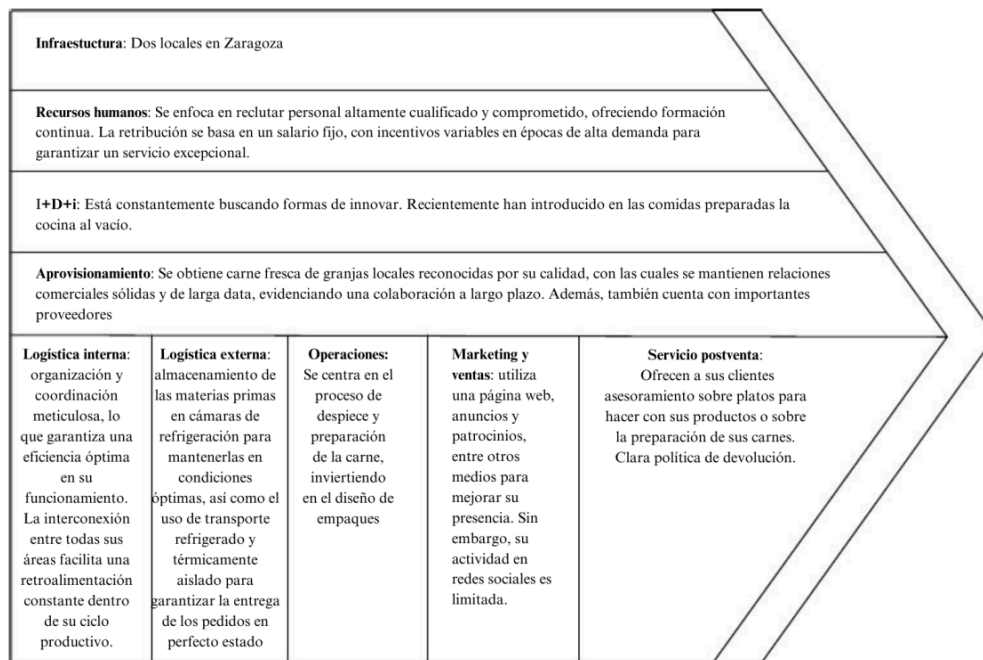 Infraestuctura: Dos locales en Zaragoza
Recursos humanos: Se enfoca en reclutar personal altamente cualificado y comprometido, ofreciendo formación
continua. La retribución se basa en un salario fijo, con incentivos variables en épocas de alta demanda para
garantizar un servicio excepcional.
I+D+i: Está constantemente buscando formas de innovar. Recientemente han introducido en las comidas preparadas la
cocina al vacío.
Aprovisionamiento: Se obtiene carne fresca de granjas locales reconocidas por su calidad, con las cuales se mantienen relaciones
comerciales sólidas y de larga data, evidenciando una colaboración a largo plazo. Además, también cuenta con importantes
proveedores
Logística interna:
organización y
coordinación
meticulosa, lo
que garantiza una
eficiencia óptima
en su
funcionamiento.
La interconexión
entre todas sus
áreas facilita una
retroalimentación
constante dentro
de su ciclo
productivo.
Logística externa:
almacenamiento de
las materias primas
en cámaras de
refrigeración para
mantenerlas en
condiciones
óptimas, así como el
uso de transporte
refrigerado y
térmicamente
aislado para
garantizar la entrega
de los pedidos en
perfecto estado
Operaciones:
Se centra en el
proceso de
despiece y
preparación
de la carne,
inviertiendo
en el diseño de
empaques
Marketing y
ventas: utiliza
una página web,
anuncios y
patrocinios,
entre otros
medios para
mejorar su
presencia. Sin
embargo, su
actividad en
redes sociales es
limitada.
Servicio postventa:
Ofrecen a sus clientes
asesoramiento sobre platos para
hacer con sus productos o sobre
la preparación de sus carnes.
Clara política de devolución.